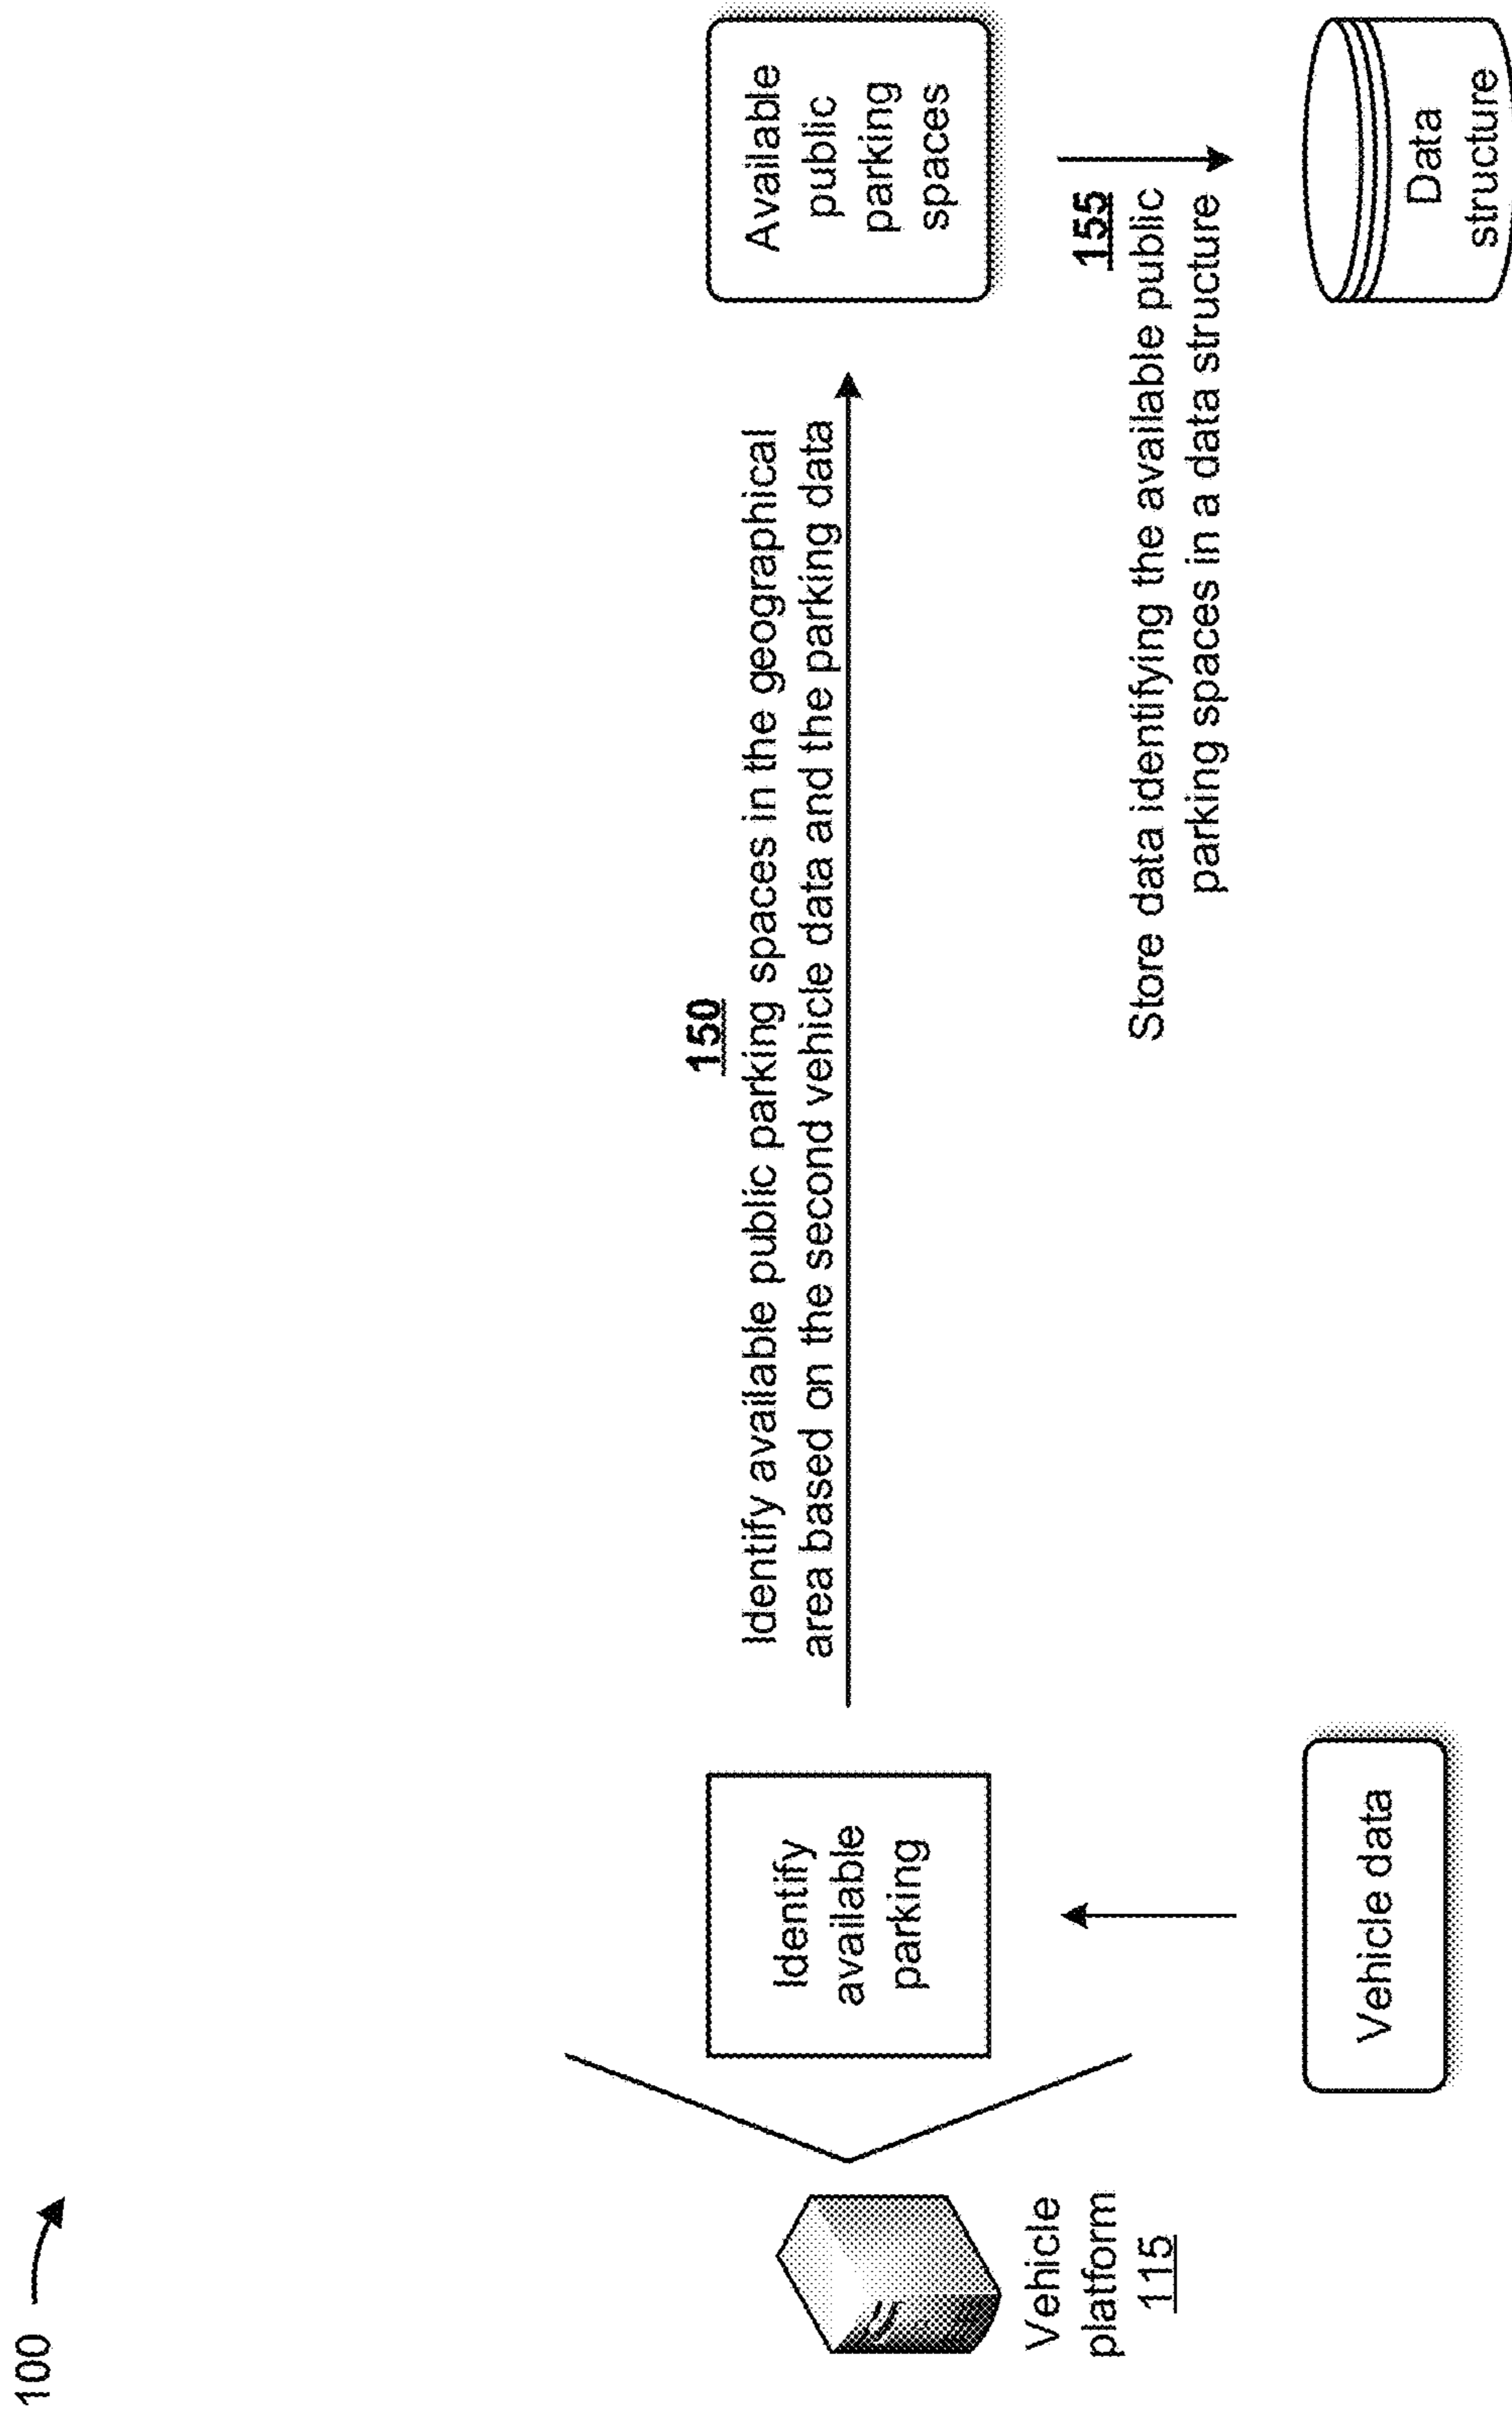 100
150
Identify available public parking spaces in the geographical
area based on the second vehicle data and the parking data
Identify
available
parking
Available
public
parking
spaces
Vehicle
platform
115
155
Store data identifying the available public
parking spaces in a data structure
Vehicle data
Data
structure